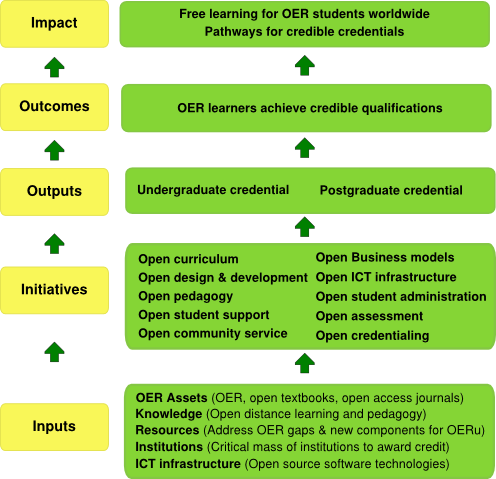 Impact
Free learning for OER students worldwide
Pathways for credible credentials
Outcomes
OER learners achieve credible qualifications
Outputs
Undergraduate credential
Postgraduate credential
Initiatives
Open curriculum
Open design & development
Open pedagogy
Open student support
Open community service
Open Business models
Open ICT infrastructure
Open student administration
Open assessment
Open credentialing
Inputs
OER Assets (OER, open textbooks, open access journals)
Knowledge (Open distance learning and pedagogy)
Resources (Address OER gaps & new components for OERu)
Institutions (Critical mass of institutions to award credit)
ICT infrastructure (Open source software technologies)